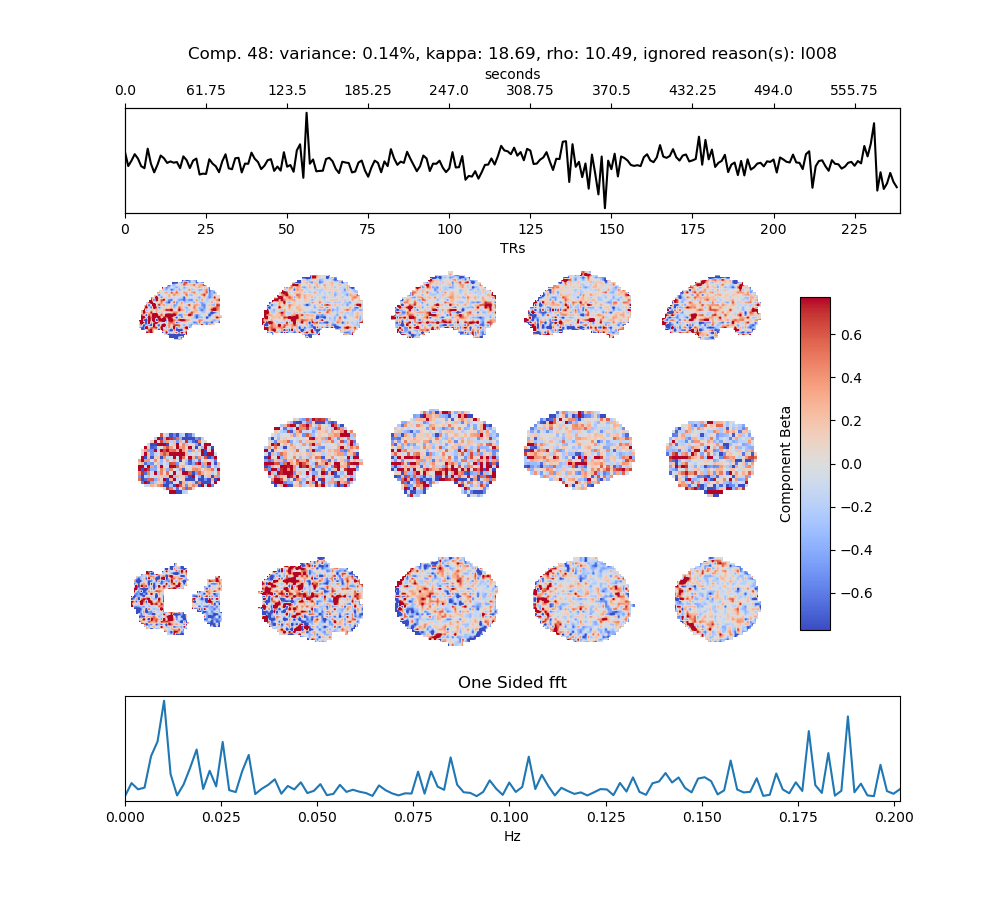 Comp. 48: variance: 0.14%, kappa: 18.69, rho: 10.49, ignored reason(s): I008
seconds
0.0 61.75 123.5 185.25 247.0 308.75 370.5 432.25 494.0 555.75
0 25 50 75 100 125 150 175 200 225
TRs
0.6
0.4
0.2
0.0
−0.2
−0.4
−0.6
Component Beta
One Sided fft
0.000 0.025 0.050 0.075 0.100 0.125 0.150 0.175 0.200
Hz